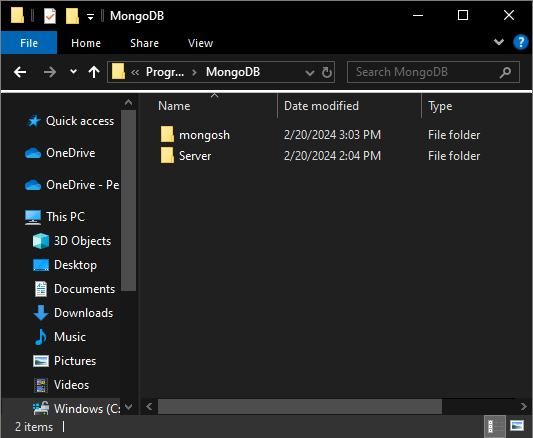 MongoDB
File Home Share View
Progr... MongoDB Search MongoDB
Name Date modified Type
Quick access
OneDrive
OneDrive - Pe
This PC
3D Objects
Desktop
Documents
Downloads
Music
Pictures
Videos
Windows (C:
mongosh 2/20/2024 3:03 PM File folder
Server 2/20/2024 2:04 PM File folder
2 items